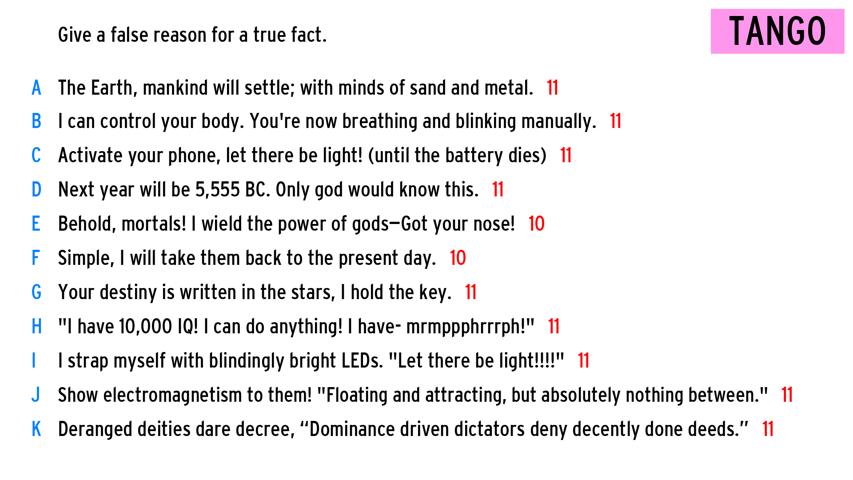 Give a false reason for a true fact.
TANGO
A The Earth, mankind will settle; with minds of sand and metal. 11
B I can control your body. You're now breathing and blinking manually. 11
C Activate your phone, let there be light! (until the battery dies) 11
D Next year will be 5,555 BC. Only god would know this. 11
E Behold, mortals! I wield the power of gods—Got your nose! 10
F Simple, I will take them back to the present day. 10
G Your destiny is written in the stars, I hold the key. 11
H "I have 10,000 IQ! I can do anything! I have- mrmppphrrrph!" 11
I I strap myself with blindingly bright LEDs. "Let there be light!!!!" 11
J Show electromagnetism to them! "Floating and attracting, but absolutely nothing between." 11
K Deranged deities dare decree, “Dominance driven dictators deny decently done deeds.” 11